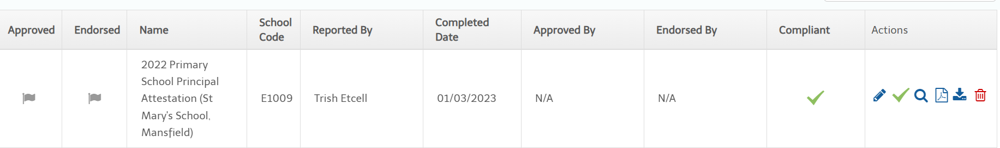 Approved
Endorsed
Name
School
Code
Reported By
Completed
Date
Approved By
Endorsed By
Compliant
Actions
2022 Primary
School Principal
Attestation (St
Mary's School,
Mansfield)
E1009
Trish Etcell
01/03/2023
N/A
N/A